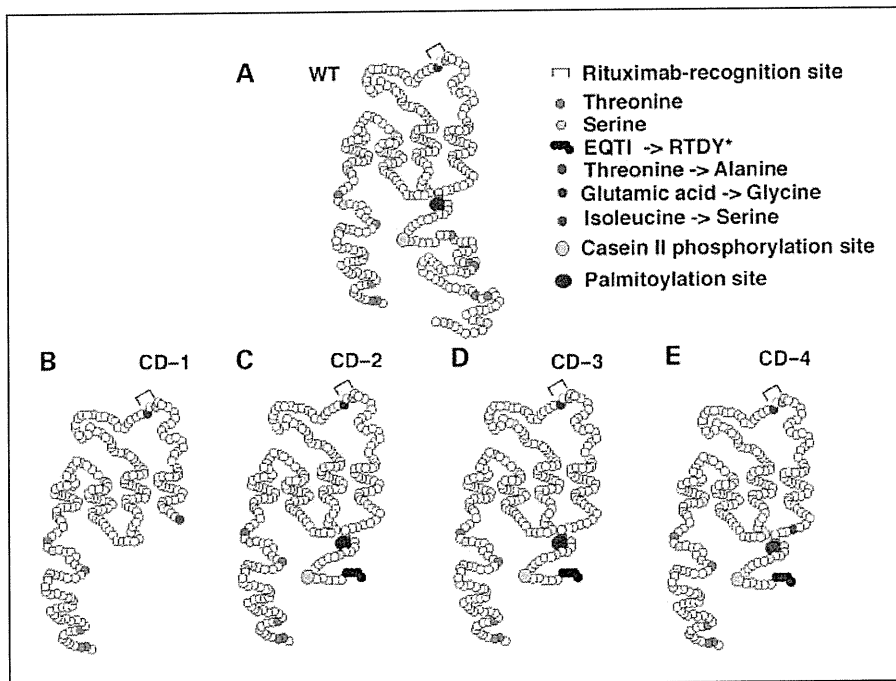 A WT
Rituximab-recognition site
Threonine
Serine
EQTI -> RTDY*
Threonine -> Alanine
Glutamic acid -> Glycine
Isoleucine -> Serine
Casein II phosphorylation site
Palmitoylation site
B CD-1
C CD-2
D CD-3
E CD-4